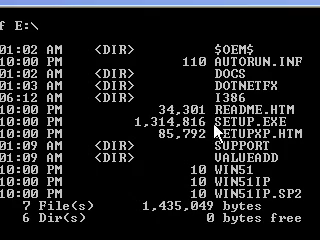 f E:\
01:02 AM <DIR> $OEM$
10:00 PM 110 AUTORUN.INF
01:02 AM <DIR> DOCS
01:03 AM <DIR> DOTNETFX
06:12 AM <DIR> I386
10:00 PM 34,301 README.HTM
10:00 PM 1,314,816 SETUP.EXE
10:00 PM 85,792 SETUPXP.HTM
01:09 AM <DIR> SUPPORT
01:09 AM <DIR> VALUEADD
10:00 PM 10 WIN51
10:00 PM 10 WIN51IP
10:00 PM 10 WIN51IP.SP2
7 File(s) 1,435,049 bytes
6 Dir(s) 0 bytes free